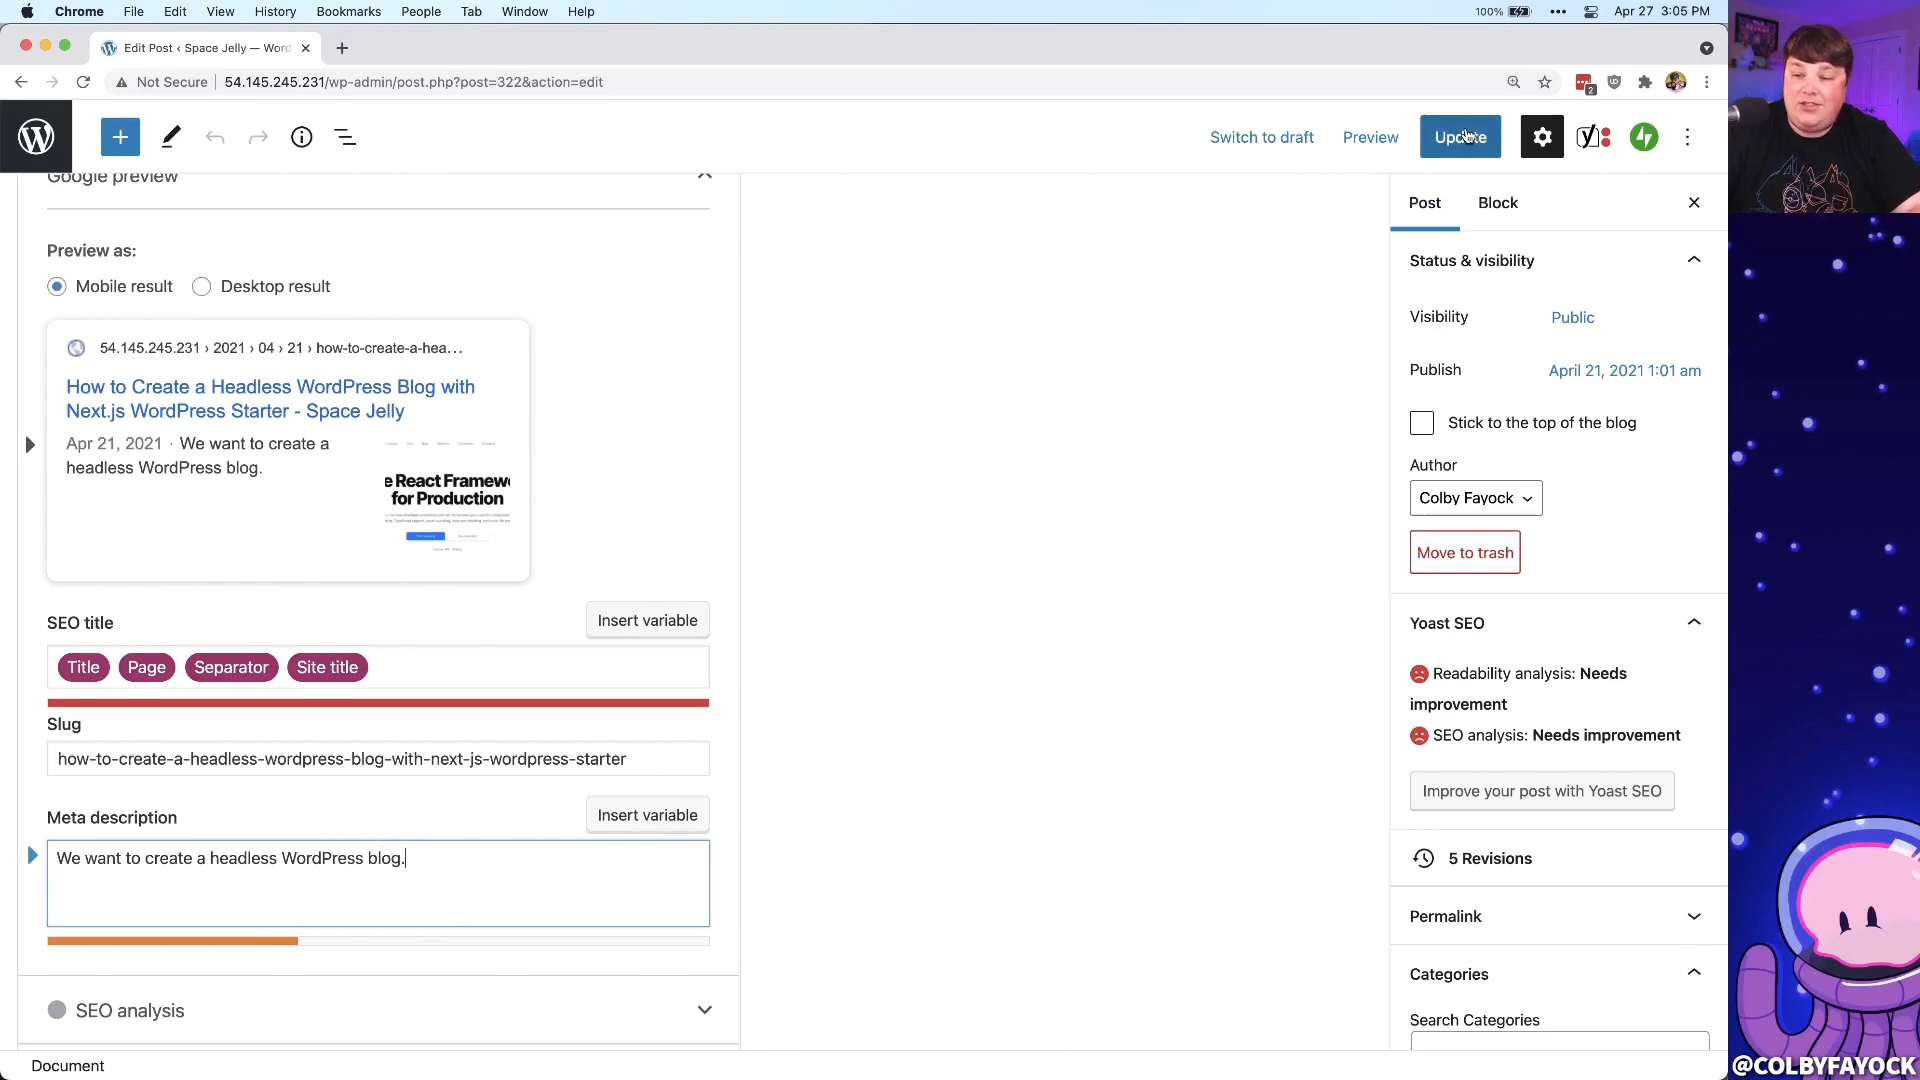 Chrome File Edit View History Bookmarks People Tab Window Help
100% Apr 27 3:05 PM
Edit Post ‹ Space Jelly — Word
Not Secure 54.145.245.231/wp-admin/post.php?post=322&action=edit
2
Switch to draft Preview Update
Google preview
Preview as:
Mobile result Desktop result
54.145.245.231 › 2021 › 04 › 21 › how-to-create-a-hea…
How to Create a Headless WordPress Blog with
Next.js WordPress Starter - Space Jelly
Apr 21, 2021 · We want to create a
headless WordPress blog.
e React Framew
for Production
SEO title
Insert variable
Title Page Separator Site title
Slug
how-to-create-a-headless-wordpress-blog-with-next-js-wordpress-starter
Meta description
Insert variable
We want to create a headless WordPress blog.
SEO analysis
Document
Post Block
Status & visibility
Visibility Public
Publish April 21, 2021 1:01 am
Stick to the top of the blog
Author
Colby Fayock
Move to trash
Yoast SEO
Readability analysis: Needs
improvement
SEO analysis: Needs improvement
Improve your post with Yoast SEO
5 Revisions
Permalink
Categories
Search Categories
@COLBYFAYOCK